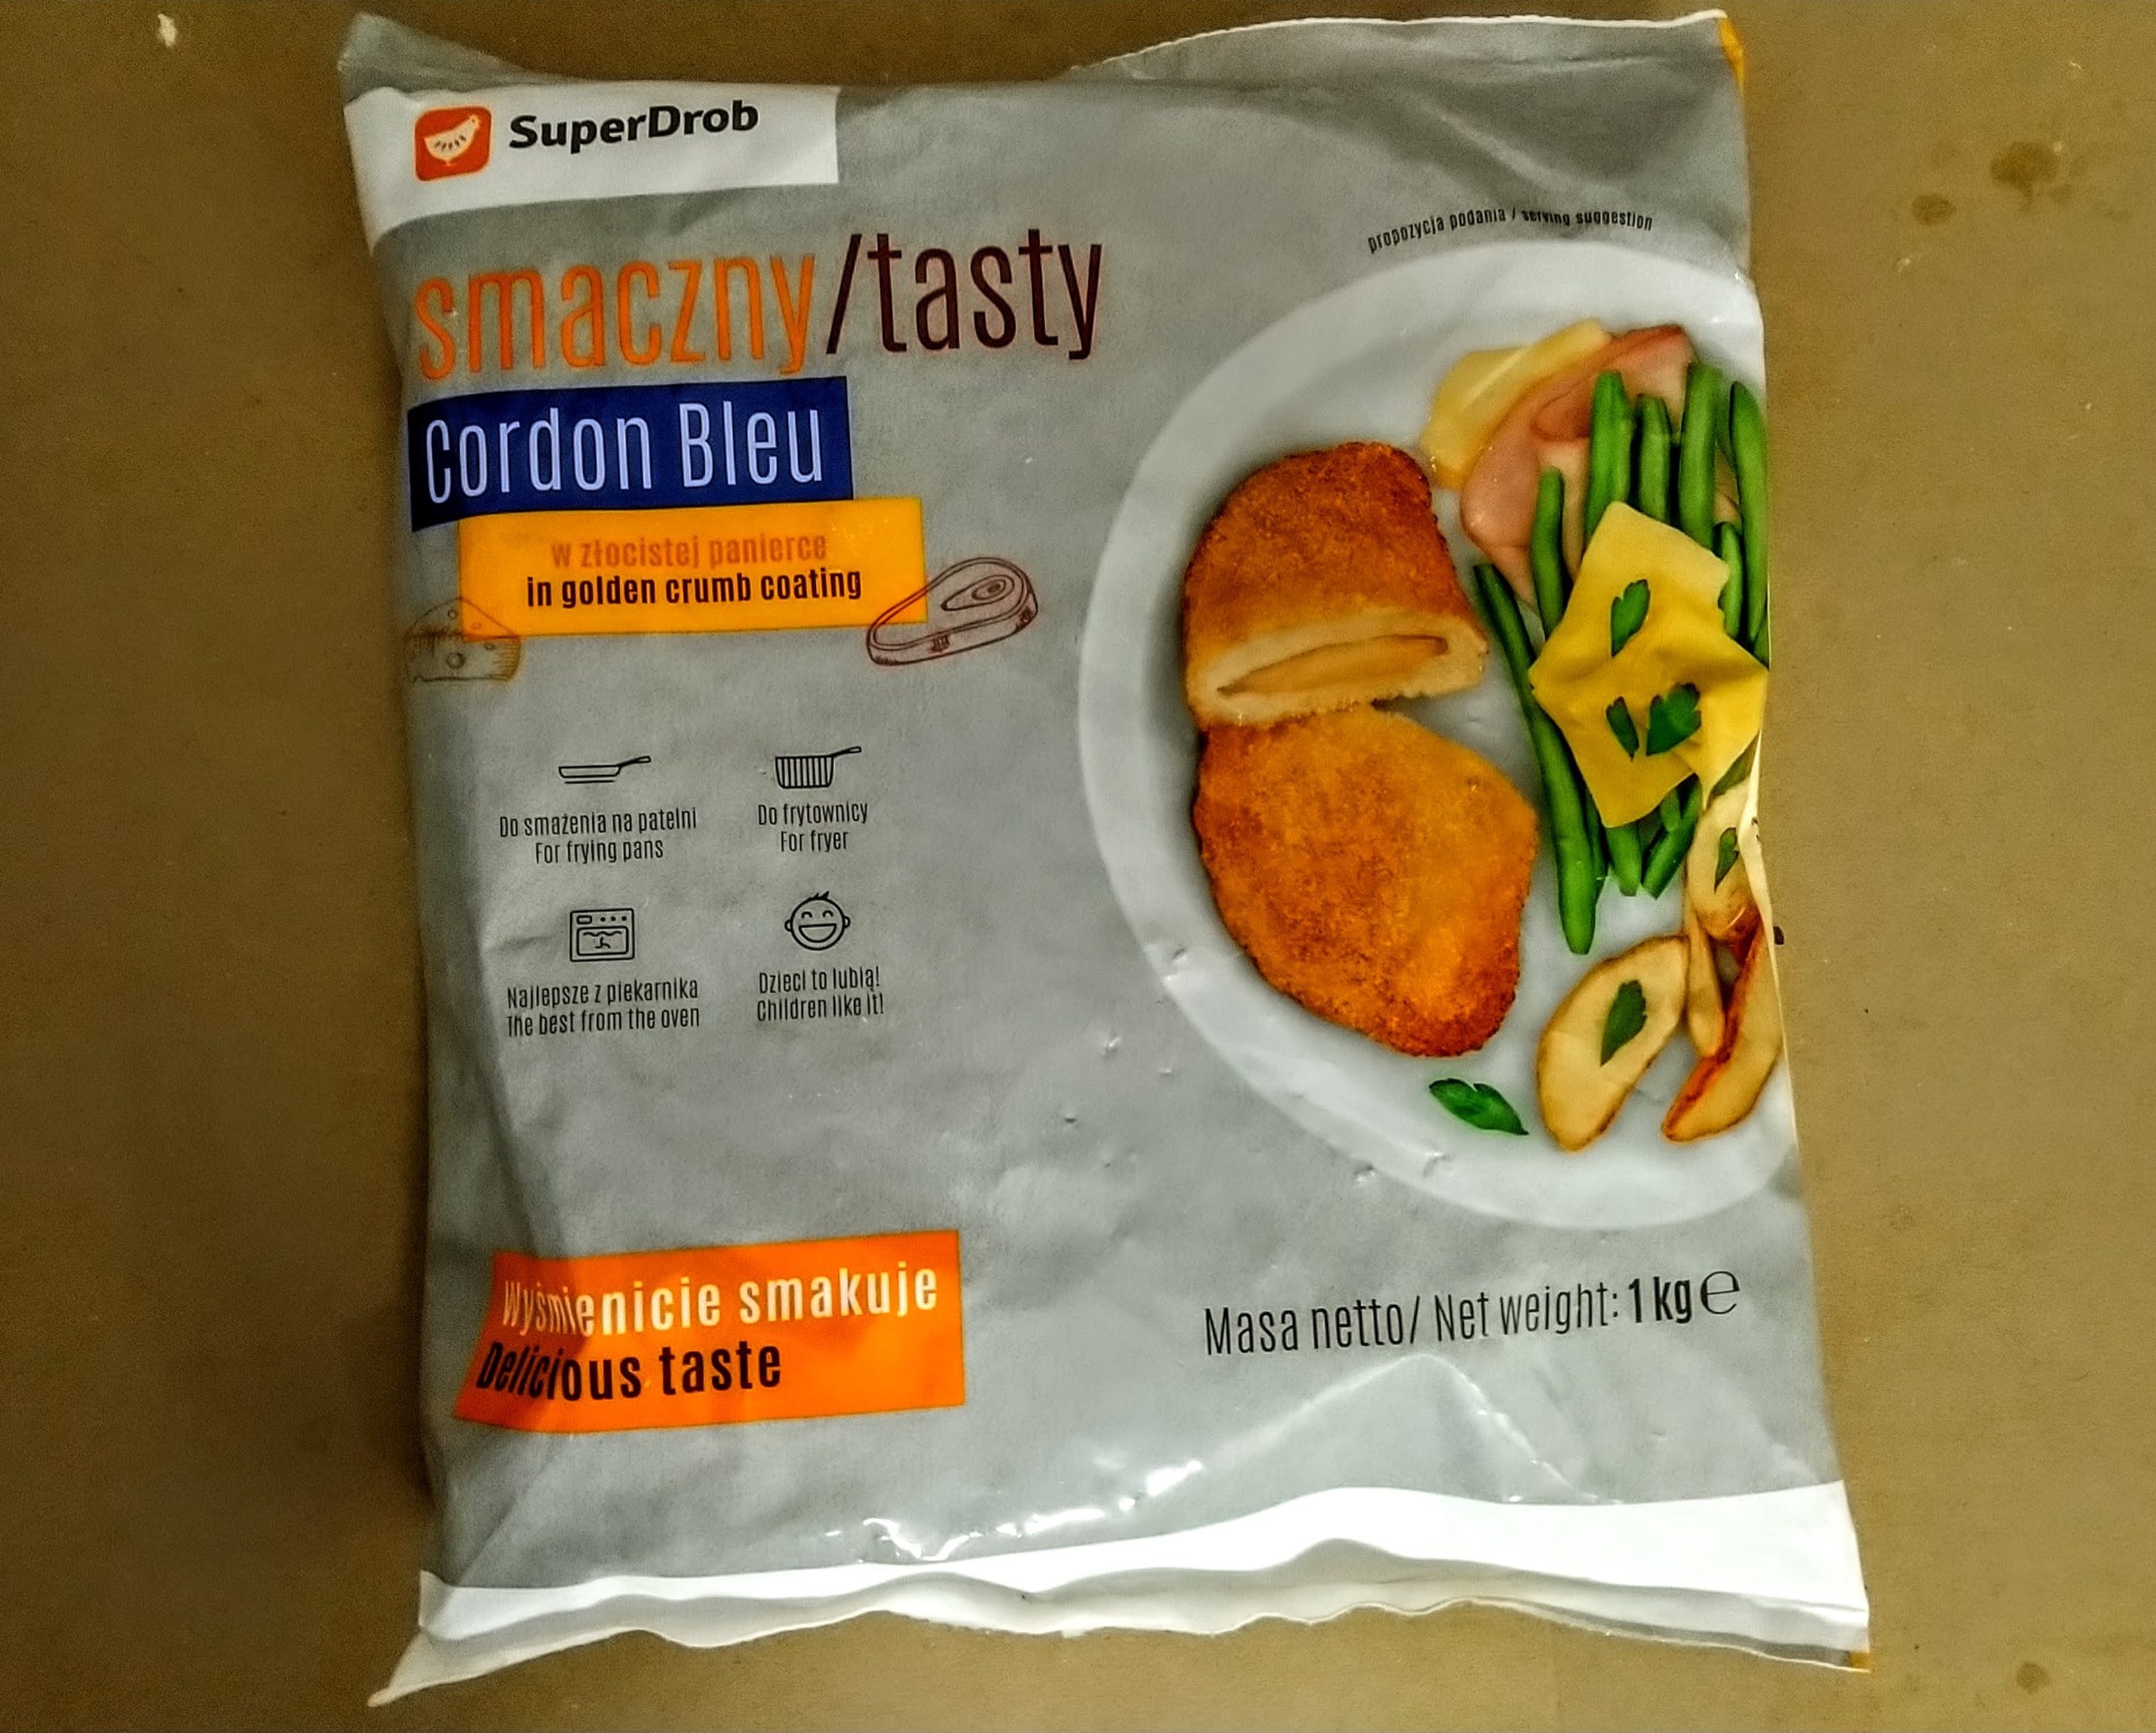 SuperDrob
smaczny/tasty
propozycja podania / serving suggestion
Cordon Bleu
w złocistej panierce
in golden crumb coating
Do smażenia na patelni
For frying pans
Do frytownicy
For fryer
Najlepsze z piekarnika
The best from the oven
Dzieci to lubią!
Children like it!
Wyśmienicie smakuje
Delicious taste
Masa netto/ Net weight: 1 kg ℮